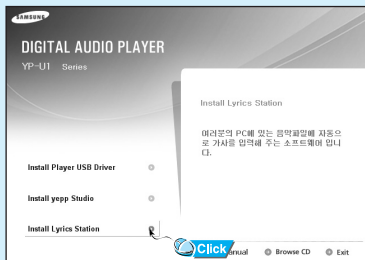 SAMSUNG
DIGITAL AUDIO PLAYER
YP-U1 Series
Install Lyrics Station
여러분의 PC에 있는 음악파일에 자동으
로 가사를 입력해 주는 소프트웨어 입니
다.
Install Player USB Driver
Install yepp Studio
Install Lyrics Station
Click
Browse CD
Exit